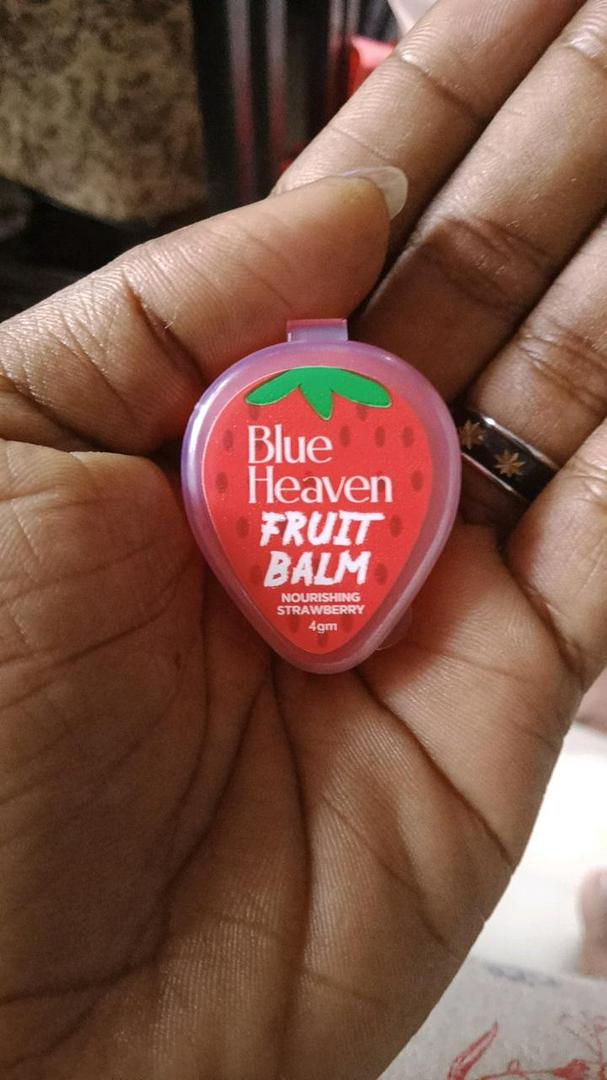 Blue
Heaven
FRUIT
BALM
NOURISHING
STRAWBERRY
4gm